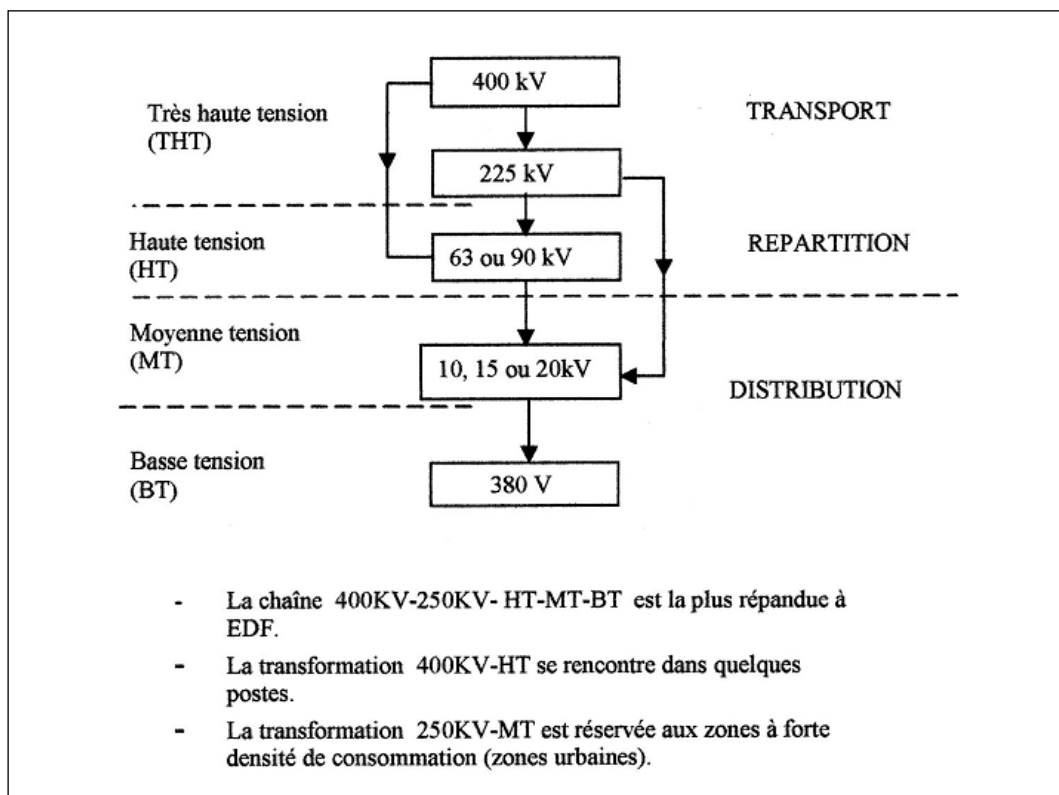 400 kV
Très haute tension
(THT)
TRANSPORT
225 kV
Haute tension
(HT)
63 ou 90 kV
REPARTITION
Moyenne tension
(MT)
10, 15 ou 20kV
DISTRIBUTION
Basse tension
(BT)
380 V
- La chaîne 400KV-250KV- HT-MT-BT est la plus répandue à
EDF.
- La transformation 400KV-HT se rencontre dans quelques
postes.
- La transformation 250KV-MT est réservée aux zones à forte
densité de consommation (zones urbaines).